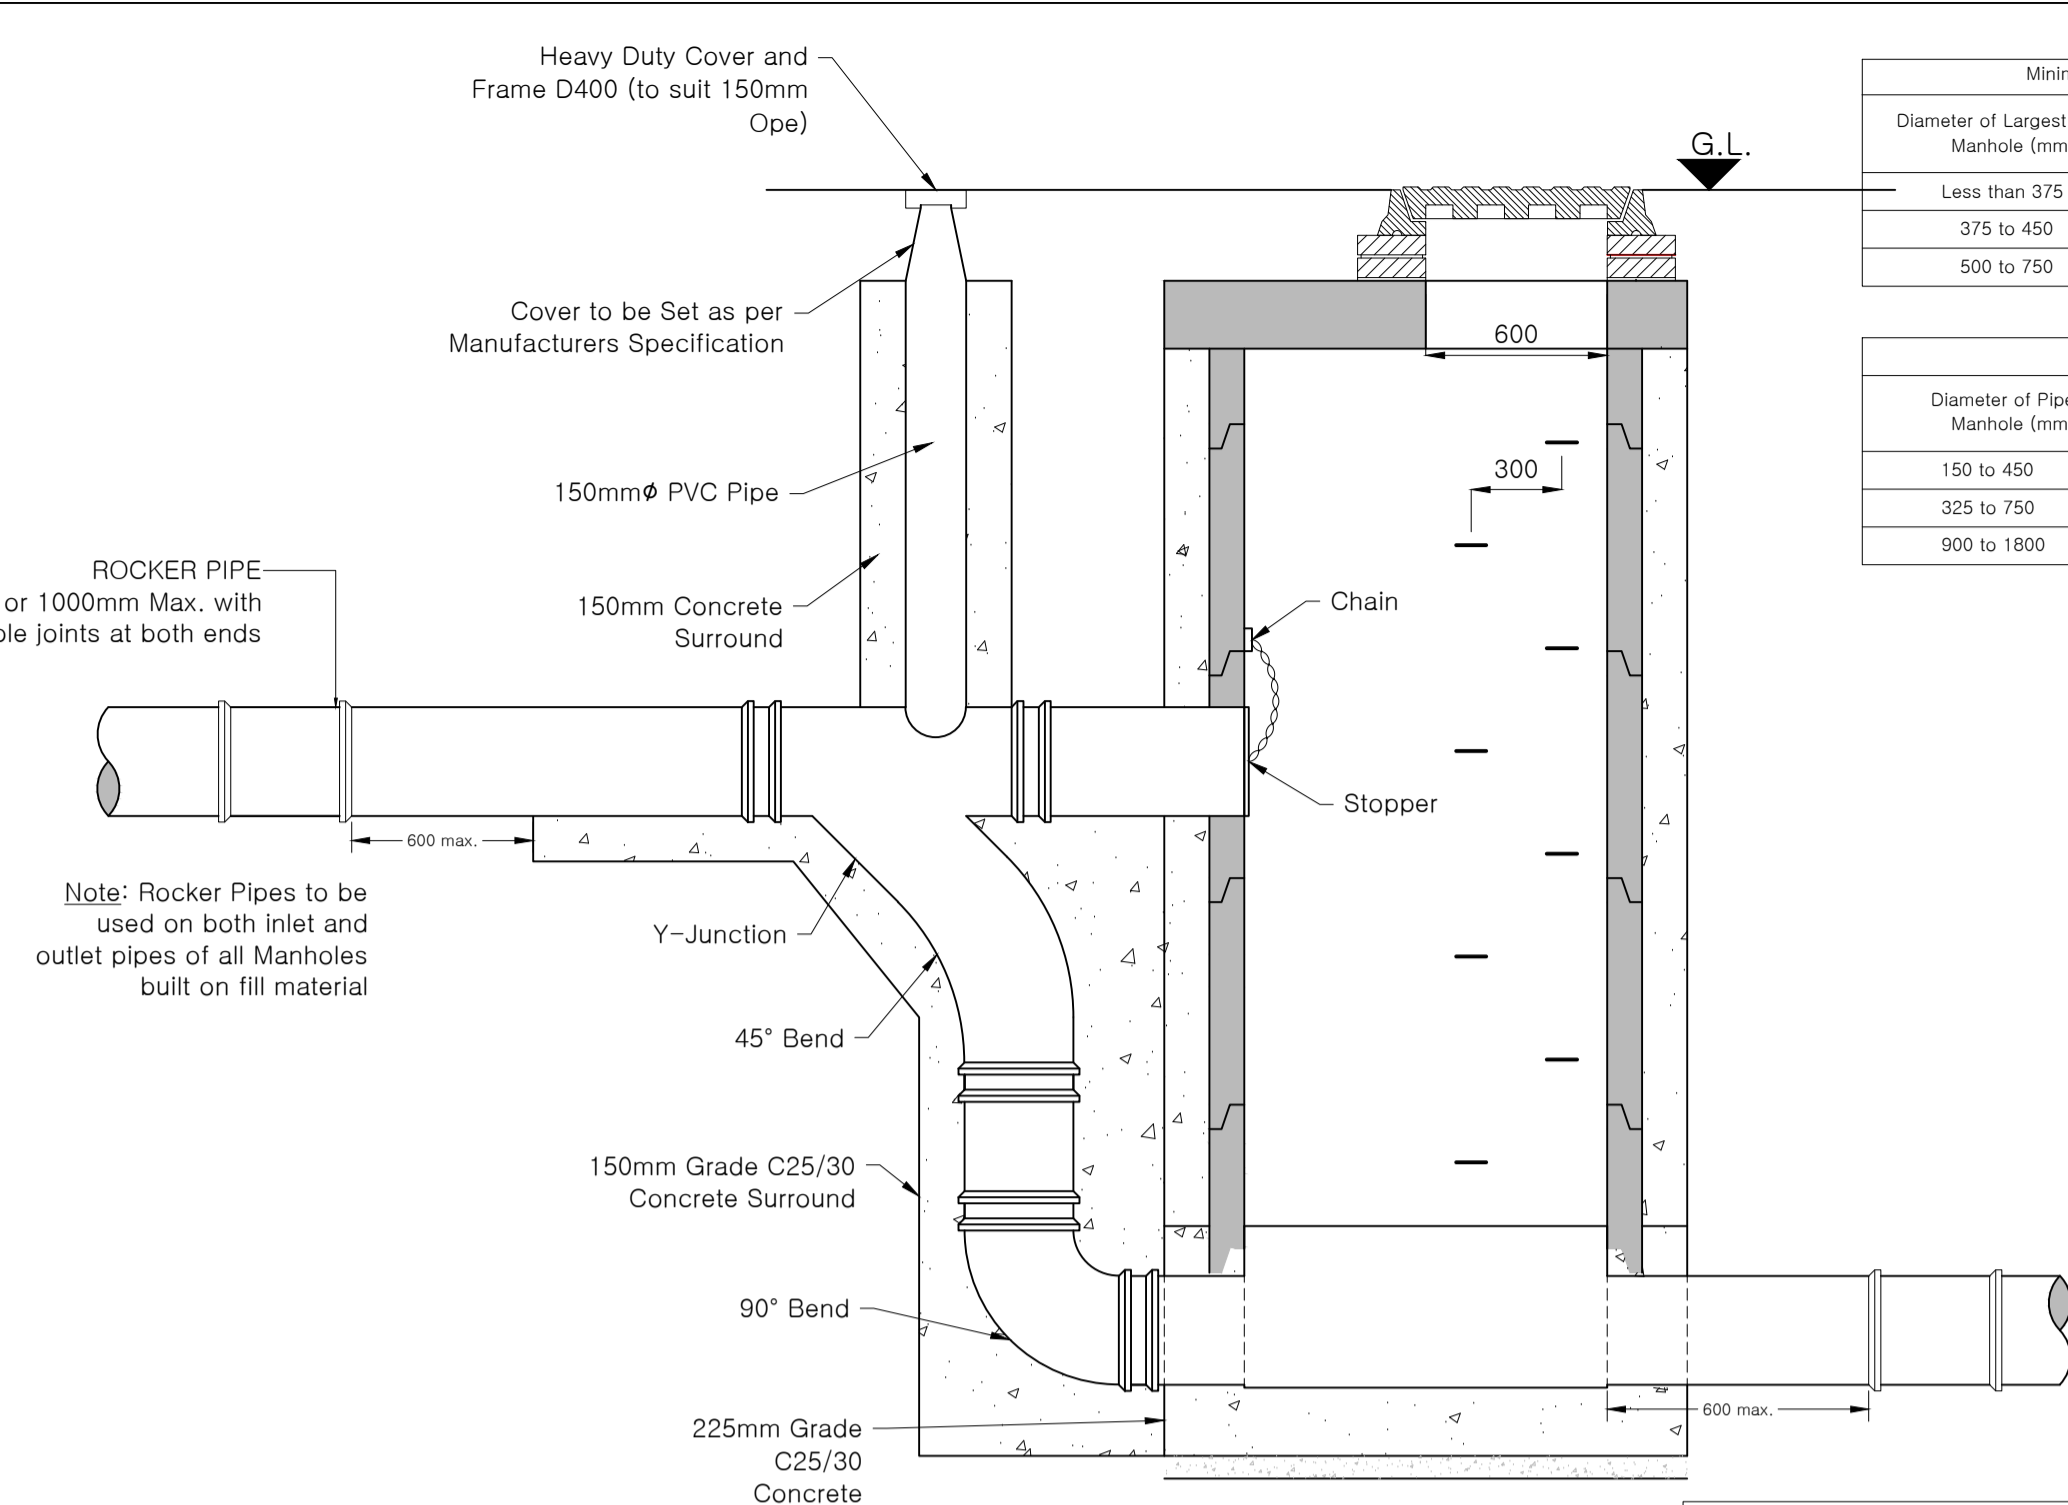 Heavy Duty Cover and
Frame D400 (to suit 150mm
Ope)
G.L.
Diameter of Largest
Manhole (mm
Less than 375
375 to 450
500 to 750
Cover to be Set as per
Manufacturers Specification
600
Diameter of Pipe
Manhole (mm
150 to 450
325 to 750
900 to 1800
300
150mmϕ PVC Pipe
ROCKER PIPE
or 1000mm Max. with
joints at both ends
150mm Concrete
Surround
Chain
Stopper
600 max.
Note: Rocker Pipes to be
used on both inlet and
outlet pipes of all Manholes
built on fill material
Y-Junction
45° Bend
150mm Grade C25/30
Concrete Surround
90° Bend
600 max.
225mm Grade
C25/30
Concrete